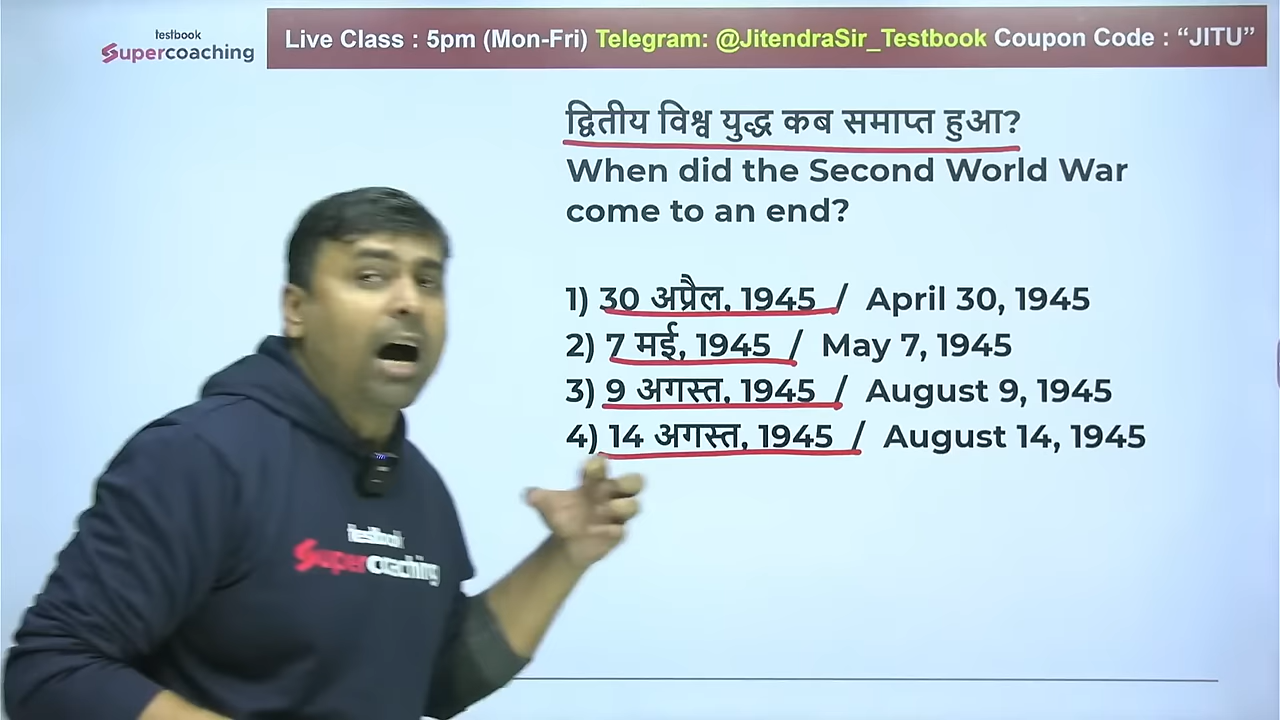 testbook
Supercoaching
Live Class : 5pm (Mon-Fri) Telegram: @JitendraSir_Testbook Coupon Code : “JITU”
द्वितीय विश्व युद्ध कब समाप्त हुआ?
When did the Second World War
come to an end?
1) 30 अप्रैल, 1945 / April 30, 1945
2) 7 मई, 1945 / May 7, 1945
3) 9 अगस्त, 1945 / August 9, 1945
4) 14 अगस्त, 1945 / August 14, 1945
testbook
Supercoaching